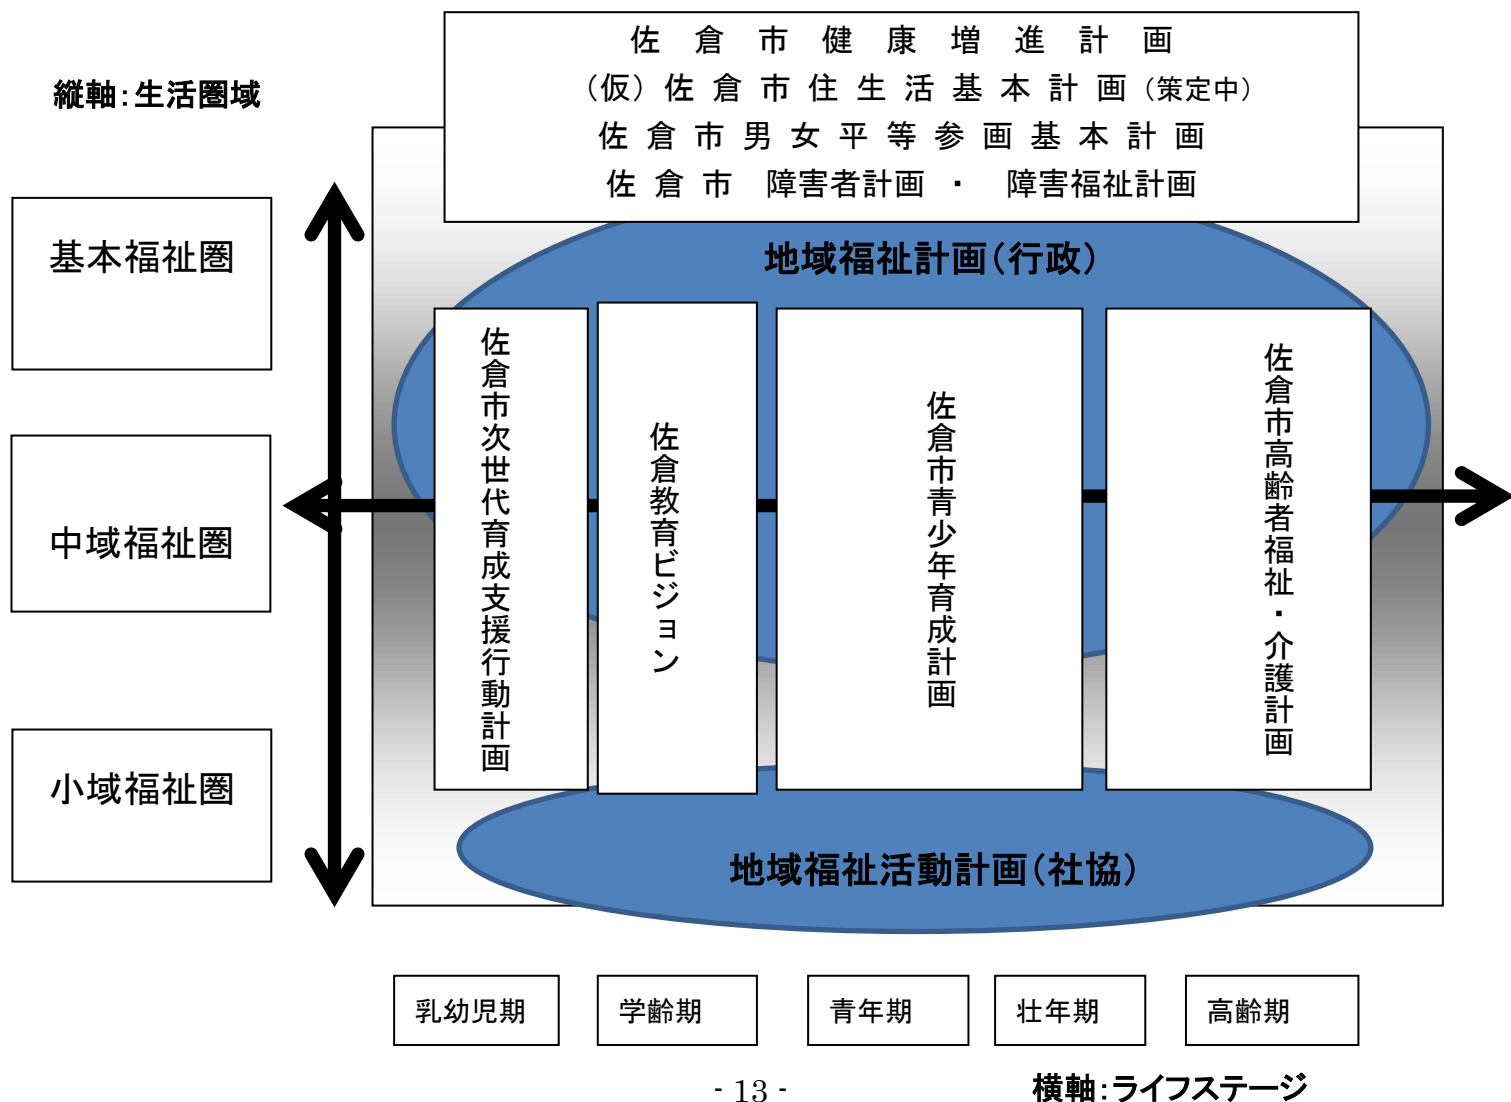 佐倉市健康増進計画
（仮）佐倉市住生活基本計画（策定中）
佐倉市男女平等参画基本計画
佐倉市 障害者計画 ・ 障害福祉計画
縦軸：生活圏域
基本福祉圏
中域福祉圏
小域福祉圏
地域福祉計画（行政）
佐倉市次世代育成支援行動計画
佐倉教育ビジョン
佐倉市青少年育成計画
佐倉市高齢者福祉・介護計画
地域福祉活動計画（社協）
乳幼児期
学齢期
青年期
壮年期
高齢期
- 13 -
横軸：ライフステージ